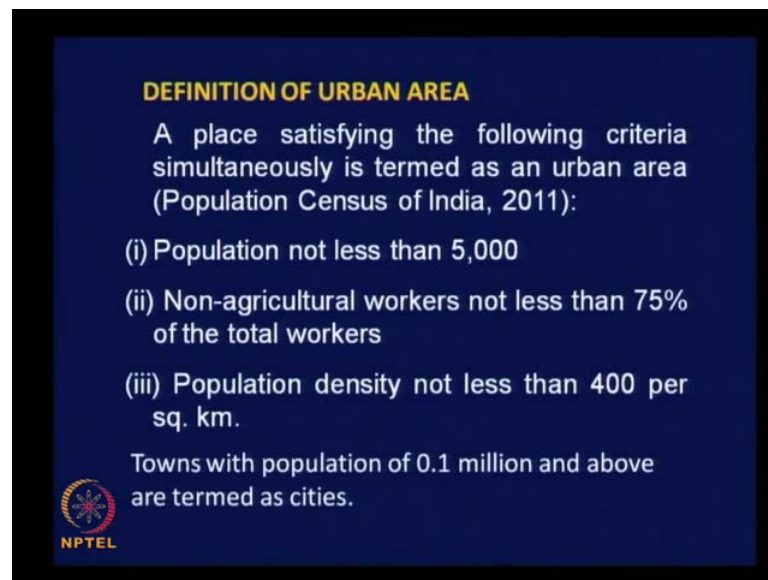 DEFINITION OF URBAN AREA
A place satisfying the following criteria
simultaneously is termed as an urban area
(Population Census of India, 2011):
(i) Population not less than 5,000
(ii) Non-agricultural workers not less than 75%
of the total workers
(iii) Population density not less than 400 per
sq. km.
Towns with population of 0.1 million and above
are termed as cities.
NPTEL